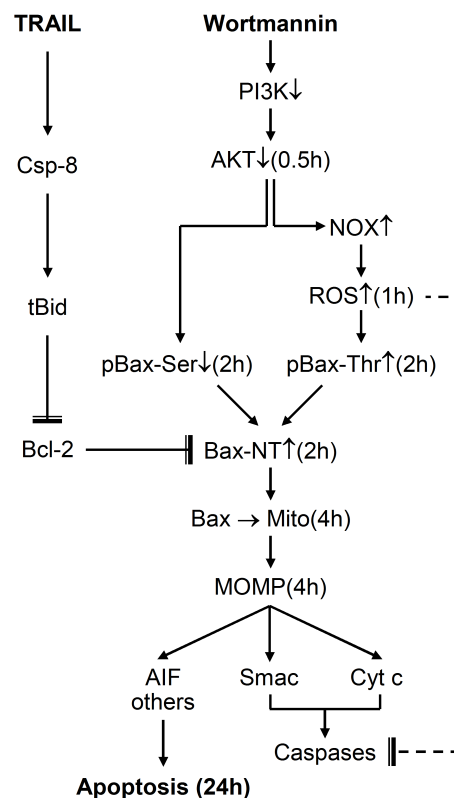 TRAIL
Wortmannin
PI3K↓
Csp-8
AKT↓(0.5h)
NOX↑
tBid
ROS↑(1h)
pBax-Ser↓(2h)
pBax-Thr↑(2h)
Bcl-2
Bax-NT↑(2h)
Bax → Mito(4h)
MOMP(4h)
AIF
others
Smac
Cyt c
Caspases
Apoptosis (24h)